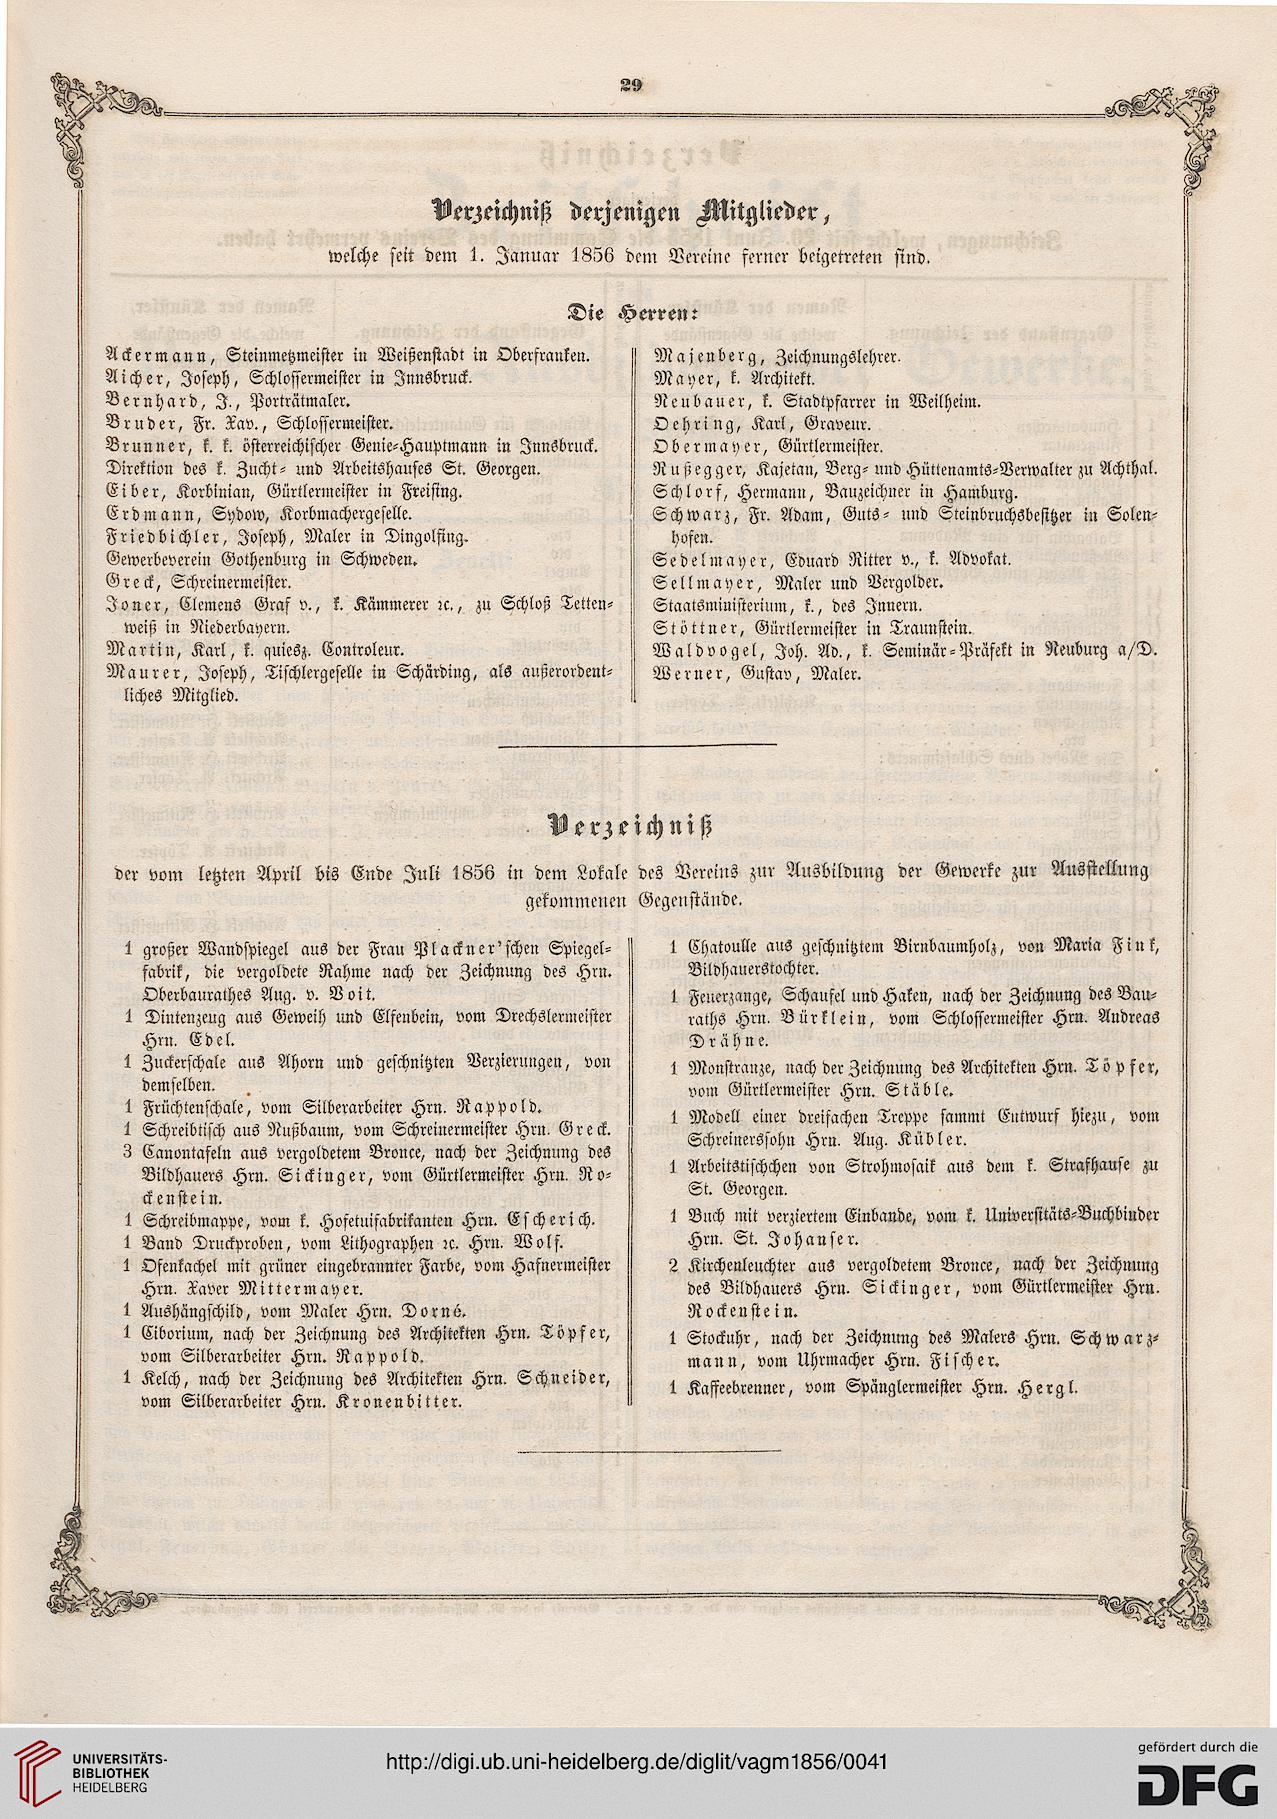 29
Verzeichniß derjenigen Mitglieder,
welche seit dem 1. Januar 1856 dem Vereine ferner beigetreten sind.
Die Herren:
Ackermann, Steinmetzmeister in Weißenstadt in Oberfranken.
Aicher, Joseph, Schlossermeister in Innsbruck.
Bernhard, J., Porträtmaler.
Bruder, Fr. Xav., Schlossermeister.
Brunner, k. k. österreichischer Genie-Hauptmann in Innsbruck.
Direktion des k. Zucht- und Arbeitshauses St. Georgen.
Eiber, Korbinian, Gürtlermeister in Freising.
Erdmann, Sydow, Korbmachergeselle.
Friedbichler, Joseph, Maler in Dingolfing.
Gewerbeverein Gothenburg in Schweden.
Greck, Schreinermeister.
Joner, Clemens Graf v., k. Kämmerer ꝛc., zu Schloß Tetten-
weiß in Niederbayern.
Martin, Karl, k. quiesz. Controleur.
Maurer, Joseph, Tischlergeselle in Schärding, als außerordent-
liches Mitglied.
Majenberg, Zeichnungslehrer.
Mayer, k. Architekt.
Neubauer, k. Stadtpfarrer in Weilheim.
Oehring, Karl, Graveur.
Obermayer, Gürtlermeister.
Rußegger, Kajetan, Berg- und Hüttenamts-Verwalter zu Achthal.
Schlorf, Hermann, Bauzeichner in Hamburg.
Schwarz, Fr. Adam, Guts- und Steinbruchsbesitzer in Solen-
hofen.
Sedelmayer, Eduard Ritter v., k. Advokat.
Sellmayer, Maler und Vergolder.
Staatsministerium, k., des Innern.
Stöttner, Gürtlermeister in Traunstein.
Waldvogel, Joh. Ad., k. Seminär-Präfekt in Neuburg a/D.
Werner, Gustav, Maler.
Verzeichniß
der vom letzten April bis Ende Juli 1856 in dem Lokale des Vereins zur Ausbildung der Gewerke zur Ausstellung
gekommenen Gegenstände.
1 großer Wandspiegel aus der Frau Plackner'schen Spiegel-
fabrik, die vergoldete Rahme nach der Zeichnung des Hrn.
Oberbaurathes Aug. v. Voit.
1 Dintenzeug aus Geweih und Elfenbein, vom Drechslermeister
Hrn. Edel.
1 Zuckerschale aus Ahorn und geschnitzten Verzierungen, von
demselben.
1 Früchtenschale, vom Silberarbeiter Hrn. Rappold.
1 Schreibtisch aus Nußbaum, vom Schreinermeister Hrn. Greck.
3 Canontafeln aus vergoldetem Bronce, nach der Zeichnung des
Bildhauers Hrn. Sickinger, vom Gürtlermeister Hrn. Ro-
ckenstein.
1 Schreibmappe, vom k. Hofetuifabrikanten Hrn. Escherich.
1 Band Druckproben, vom Lithographen ꝛc. Hrn. Wolf.
1 Ofenkachel mit grüner eingebrannter Farbe, vom Hafnermeister
Hrn. Xaver Mittermayer.
1 Aushängschild, vom Maler Hrn. Dorné.
1 Ciborium, nach der Zeichnung des Architekten Hrn. Töpfer,
vom Silberarbeiter Hrn. Rappold.
1 Kelch, nach der Zeichnung des Architekten Hrn. Schneider,
vom Silberarbeiter Hrn. Kronenbitter.
1 Chatoulle aus geschnitztem Birnbaumholz, von Maria Fink,
Bildhauerstochter.
1 Feuerzange, Schaufel und Haken, nach der Zeichnung des Bau-
raths Hrn. Bürklein, vom Schlossermeister Hrn. Andreas
Drähne.
1 Monstranze, nach der Zeichnung des Architekten Hrn. Töpfer,
vom Gürtlermeister Hrn. Stäble.
1 Modell einer dreifachen Treppe sammt Entwurf hiezu, vom
Schreinerssohn Hrn. Aug. Kübler.
1 Arbeitstischchen von Strohmosaik aus dem k. Strafhause zu
St. Georgen.
1 Buch mit verziertem Einbande, vom k. Universitäts-Buchbinder
Hrn. St. Johanser.
2 Kirchenleuchter aus vergoldetem Bronce, nach der Zeichnung
des Bildhauers Hrn. Sickinger, vom Gürtlermeister Hrn.
Rockenstein.
1 Stockuhr, nach der Zeichnung des Malers Hrn. Schwarz-
mann, vom Uhrmacher Hrn. Fischer.
1 Kaffeebrenner, vom Spänglermeister Hrn. Hergl.
UNIVERSITÄTS-
BIBLIOTHEK
HEIDELBERG
http://digi.ub.uni-heidelberg.de/diglit/vagm1856/0041
gefördert durch die
DFG